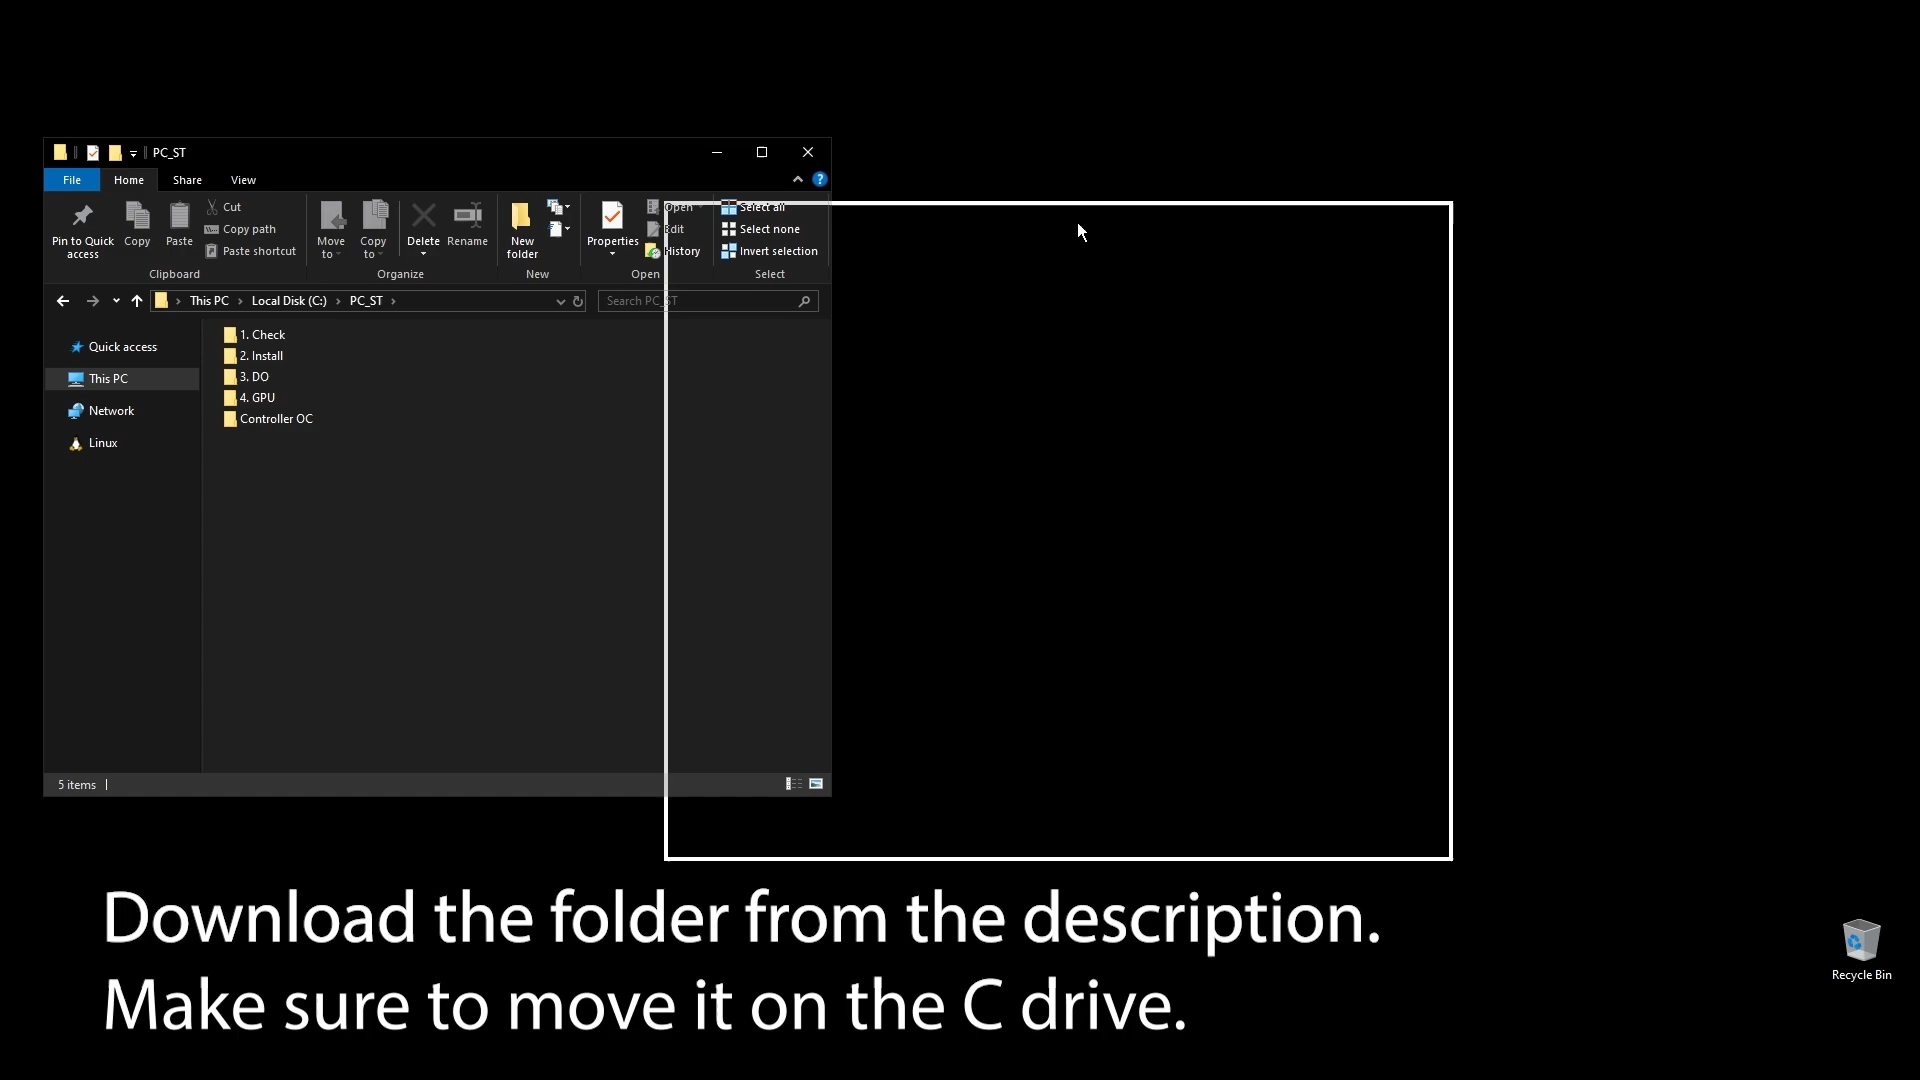 PC_ST
File Home Share View
Pin to Quick access
Copy
Paste
Cut
Copy path
Paste shortcut
Clipboard
Move to
Copy to
Delete
Rename
Organize
New folder
New
Properties
Open
Edit
History
Open
Select all
Select none
Invert selection
Select
This PC Local Disk (C:) PC_ST
Search PC_ST
Quick access
This PC
Network
Linux
1. Check
2. Install
3. DO
4. GPU
Controller OC
5 items
Download the folder from the description.
Make sure to move it on the C drive.
Recycle Bin